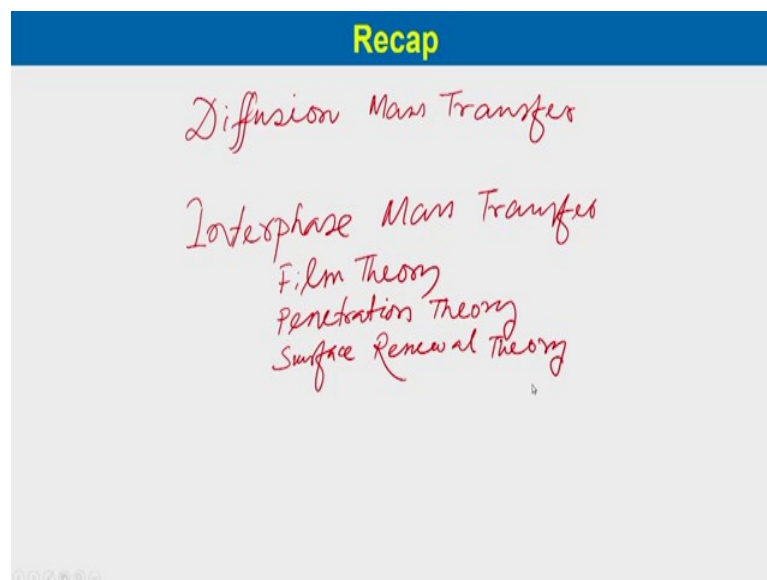 Recap
Diffusion Mass Transfer
Interphase Mass Transfer
Film Theory
Penetration Theory
Surface Renewal Theory